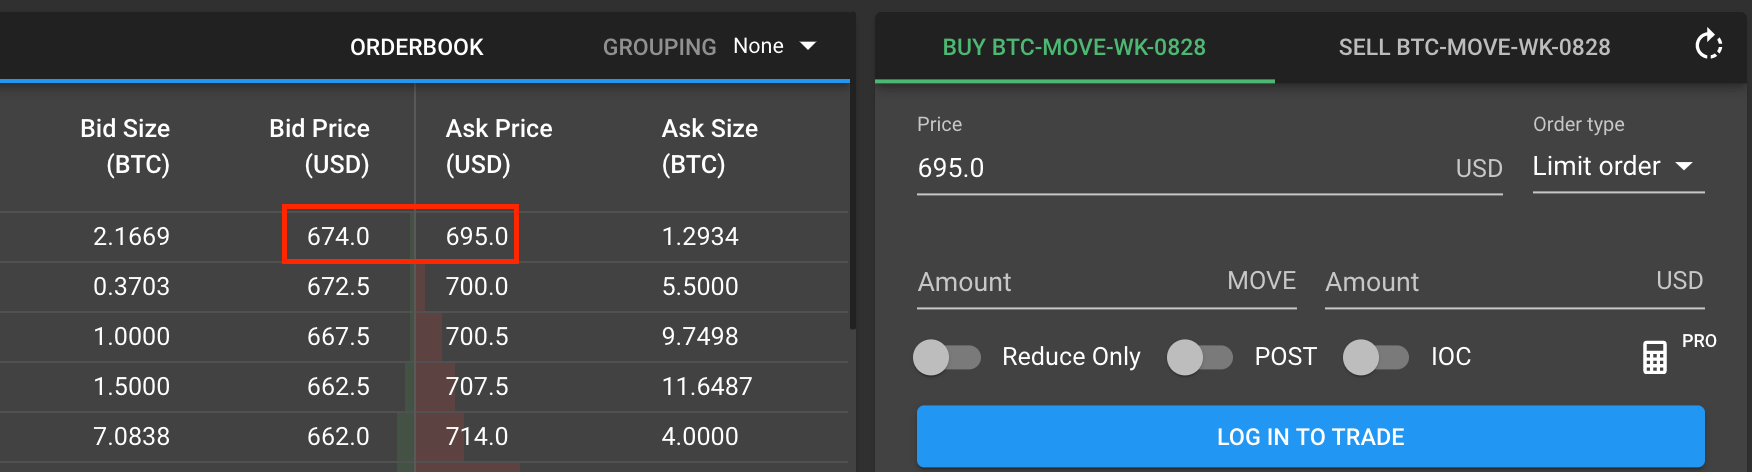 ORDERBOOK GROUPING None
Bid Size Bid Price Ask Price Ask Size
(BTC) (USD) (USD) (BTC)
2.1669 674.0 695.0 1.2934
0.3703 672.5 700.0 5.5000
1.0000 667.5 700.5 9.7498
1.5000 662.5 707.5 11.6487
7.0838 662.0 714.0 4.0000
BUY BTC-MOVE-WK-0828 SELL BTC-MOVE-WK-0828
Price Order type
695.0 USD Limit order
Amount MOVE Amount USD
Reduce Only POST IOC PRO
LOG IN TO TRADE